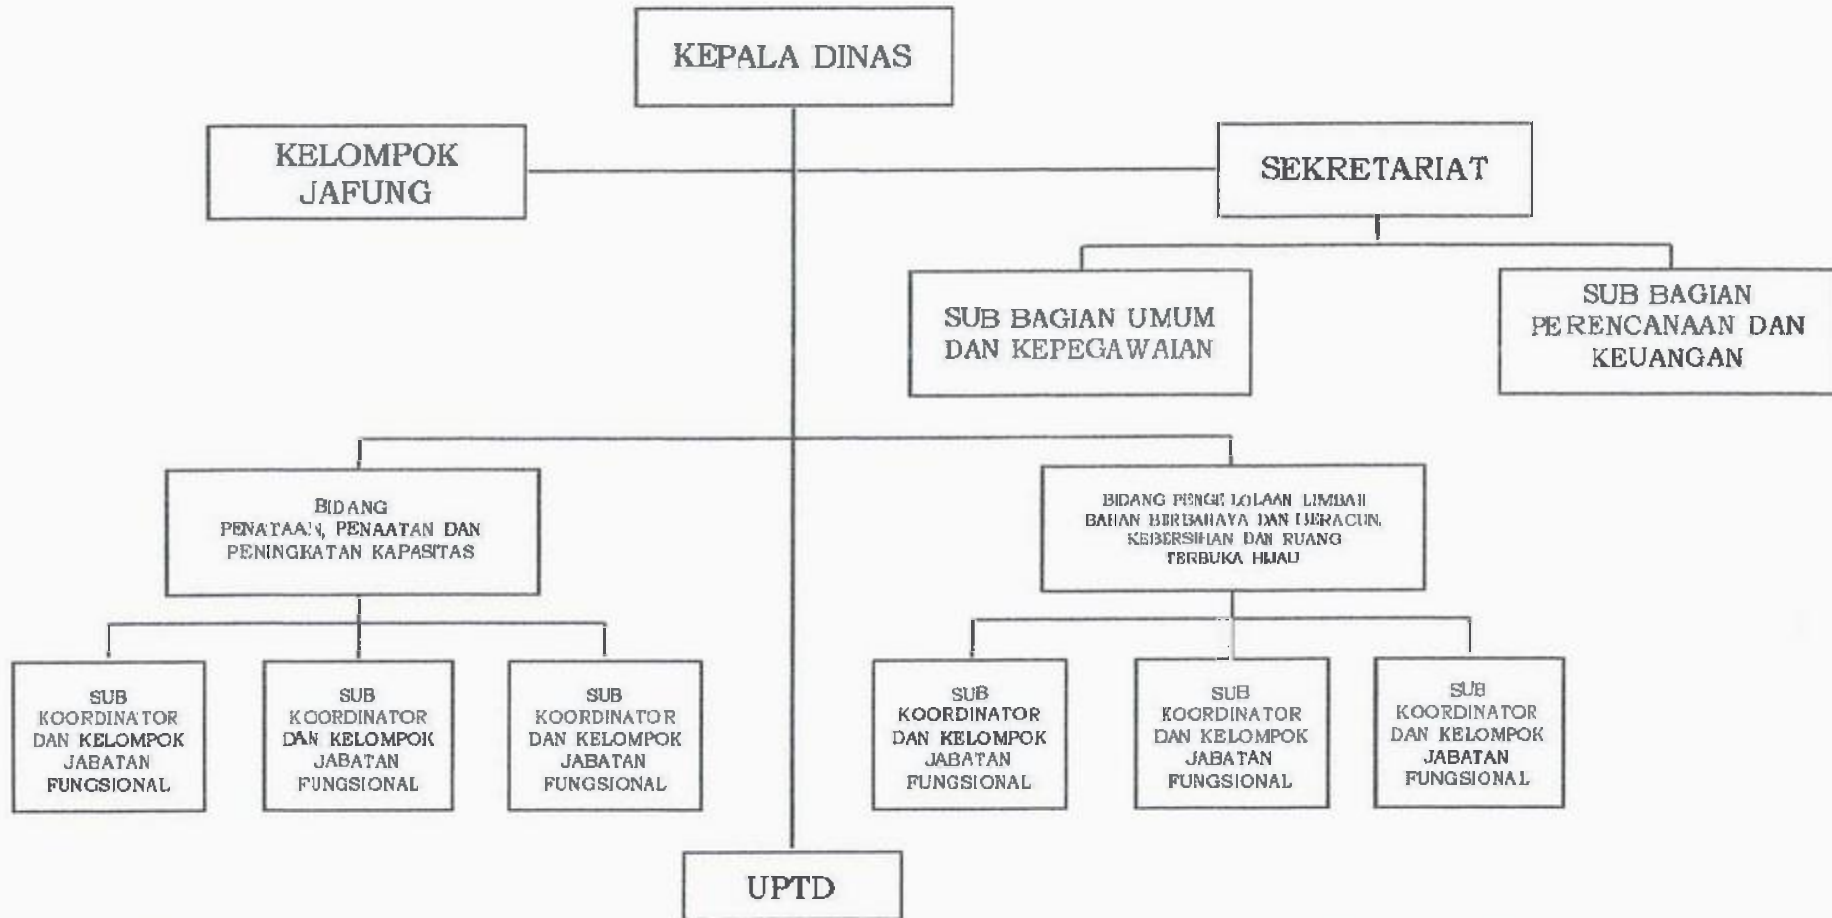 KEPALA DINAS
KELOMPOK
JAFUNG
SEKRETARIAT
SUB BAGIAN UMUM
DAN KEPEGAWAIAN
SUB BAGIAN
PERENCANAAN DAN
KEUANGAN
BIDANG
PENATAAN, PENAATAN DAN
PENINGKATAN KAPASITAS
BIDANG PENGELOLAAN LIMBAH
BAHAN BERBAHAYA DAN BERACUN,
KEBERSIHAN DAN RUANG
TERBUKA HIJAU
SUB
KOORDINATOR
DAN KELOMPOK
JABATAN
FUNGSIONAL
SUB
KOORDINATOR
DAN KELOMPOK
JABATAN
FUNGSIONAL
SUB
KOORDINATOR
DAN KELOMPOK
JABATAN
FUNGSIONAL
SUB
KOORDINATOR
DAN KELOMPOK
JABATAN
FUNGSIONAL
SUB
KOORDINATOR
DAN KELOMPOK
JABATAN
FUNGSIONAL
SUB
KOORDINATOR
DAN KELOMPOK
JABATAN
FUNGSIONAL
UPTD